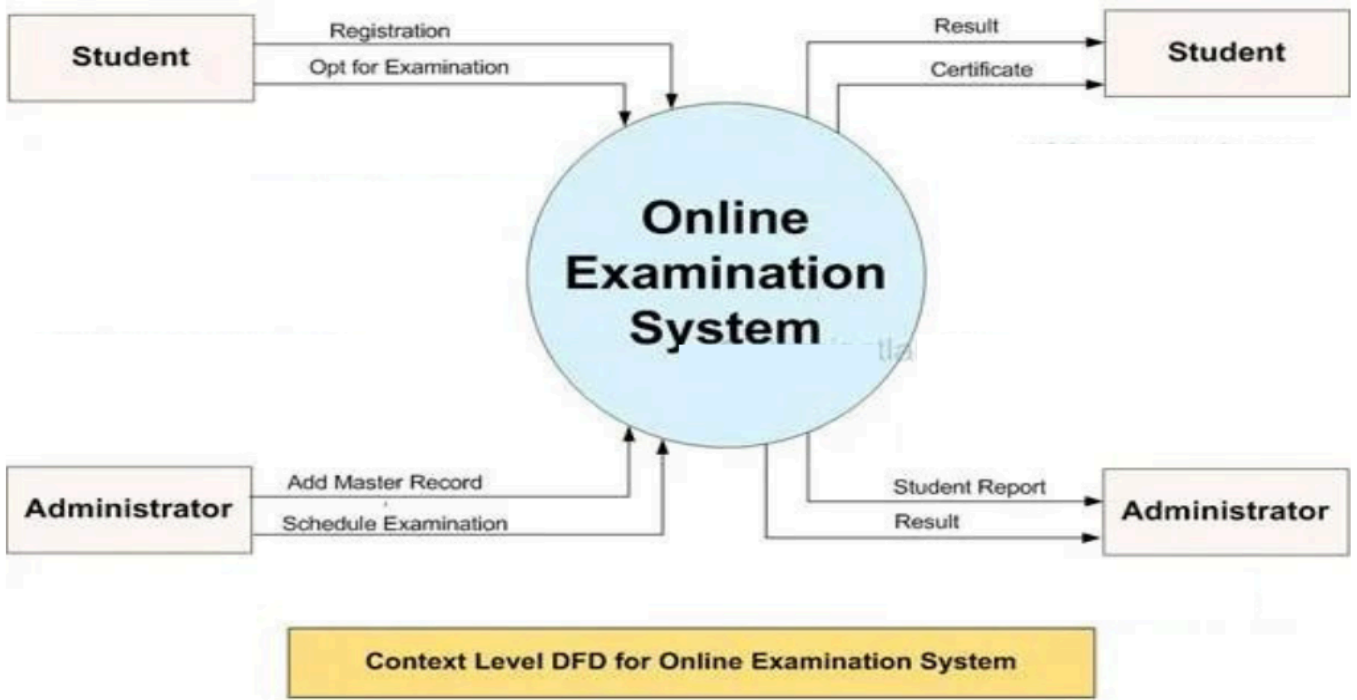 Student
Registration
Opt for Examination
Result
Certificate
Student
Online
Examination
System
tla
Administrator
Add Master Record
Schedule Examination
Student Report
Result
Administrator
Context Level DFD for Online Examination System